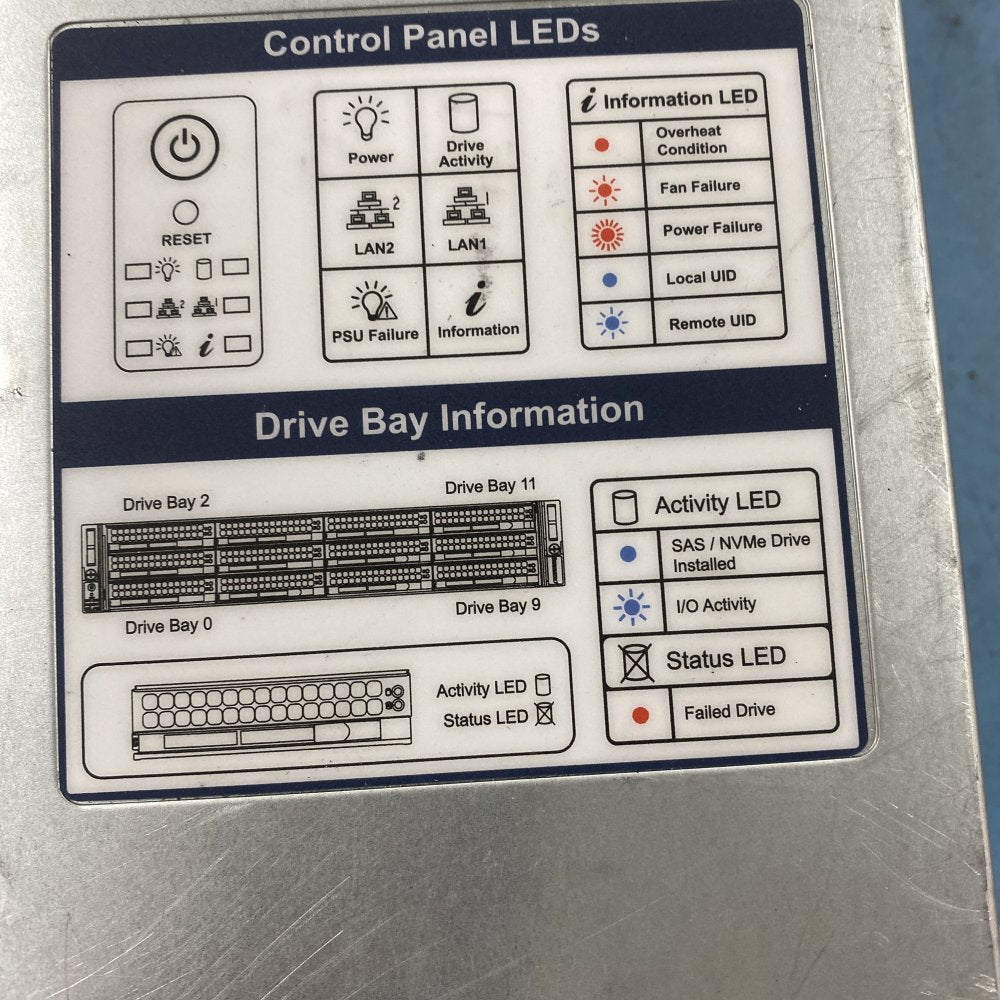 Control Panel LEDs
RESET
2
1
Power
Drive
Activity
2
LAN2
1
LAN1
PSU Failure
i
Information
i Information LED
Overheat
Condition
Fan Failure
Power Failure
Local UID
Remote UID
i
Drive Bay Information
Drive Bay 2
Drive Bay 11
Drive Bay 0
Drive Bay 9
Activity LED
Status LED
Activity LED
SAS / NVMe Drive
Installed
I/O Activity
Status LED
Failed Drive